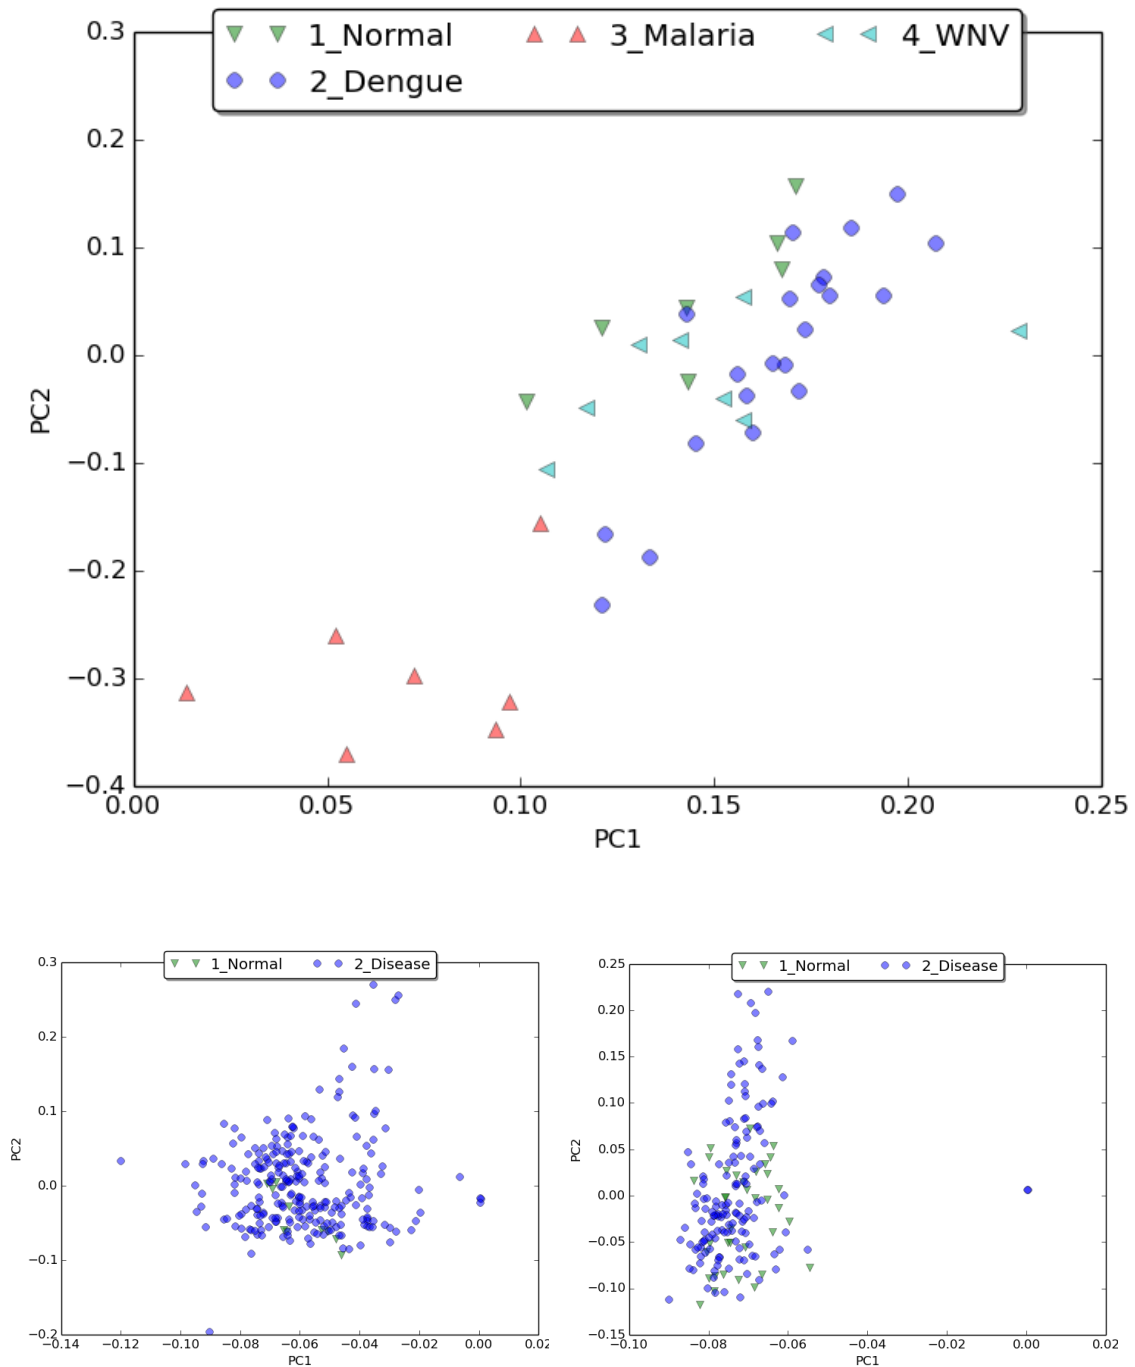 1_Normal 3_Malaria 4_WNV
2_Dengue
0.3
0.2
0.1
0.0
−0.1
−0.2
−0.3
−0.4
PC2
0.00 0.05 0.10 0.15 0.20 0.25
PC1
1_Normal 2_Disease
0.3
0.2
0.1
0.0
−0.1
−0.2
PC2
−0.14 −0.12 −0.10 −0.08 −0.06 −0.04 −0.02 0.00 0.02
PC1
1_Normal 2_Disease
0.25
0.20
0.15
0.10
0.05
0.00
−0.05
−0.10
−0.15
PC2
−0.10 −0.08 −0.06 −0.04 −0.02 0.00 0.02
PC1